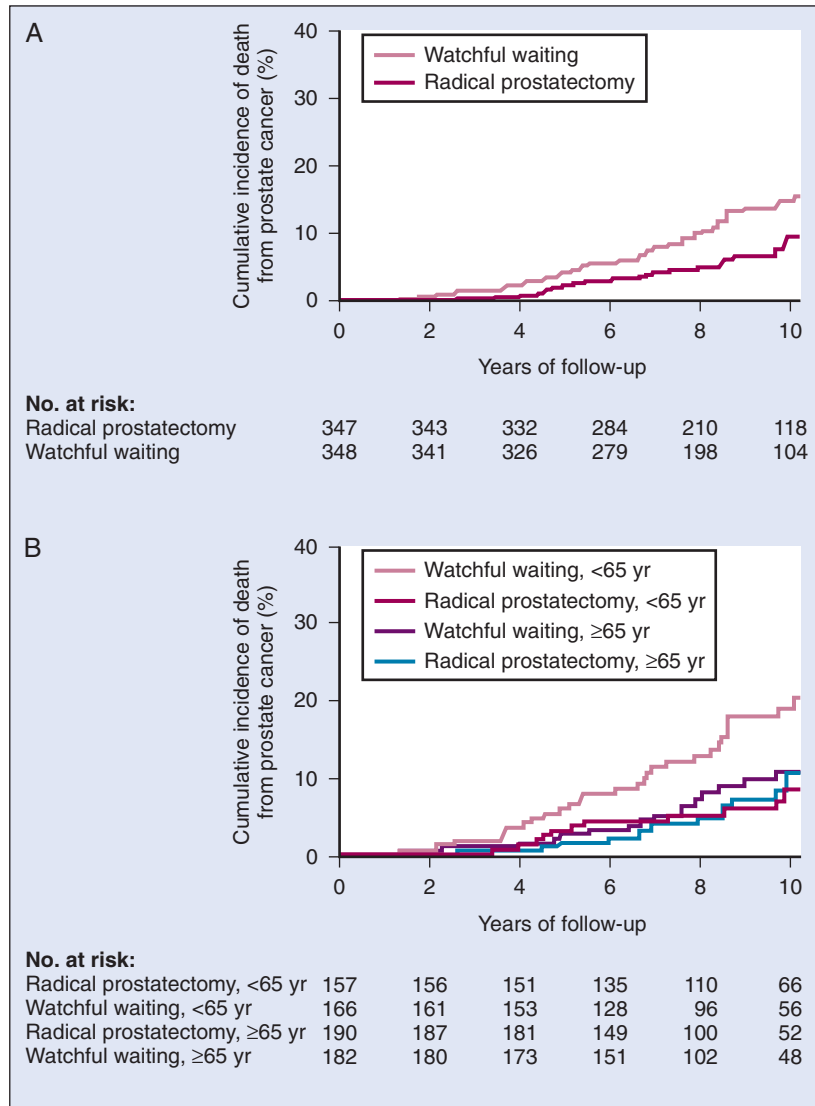 A
Cumulative incidence of death
from prostate cancer (%)
40
30
20
10
0
Watchful waiting
Radical prostatectomy
0 2 4 6 8 10
Years of follow-up
No. at risk:
Radical prostatectomy 347 343 332 284 210 118
Watchful waiting 348 341 326 279 198 104
B
Cumulative incidence of death
from prostate cancer (%)
40
30
20
10
0
Watchful waiting, <65 yr
Radical prostatectomy, <65 yr
Watchful waiting, ≥65 yr
Radical prostatectomy, ≥65 yr
0 2 4 6 8 10
Years of follow-up
No. at risk:
Radical prostatectomy, <65 yr 157 156 151 135 110 66
Watchful waiting, <65 yr 166 161 153 128 96 56
Radical prostatectomy, ≥65 yr 190 187 181 149 100 52
Watchful waiting, ≥65 yr 182 180 173 151 102 48